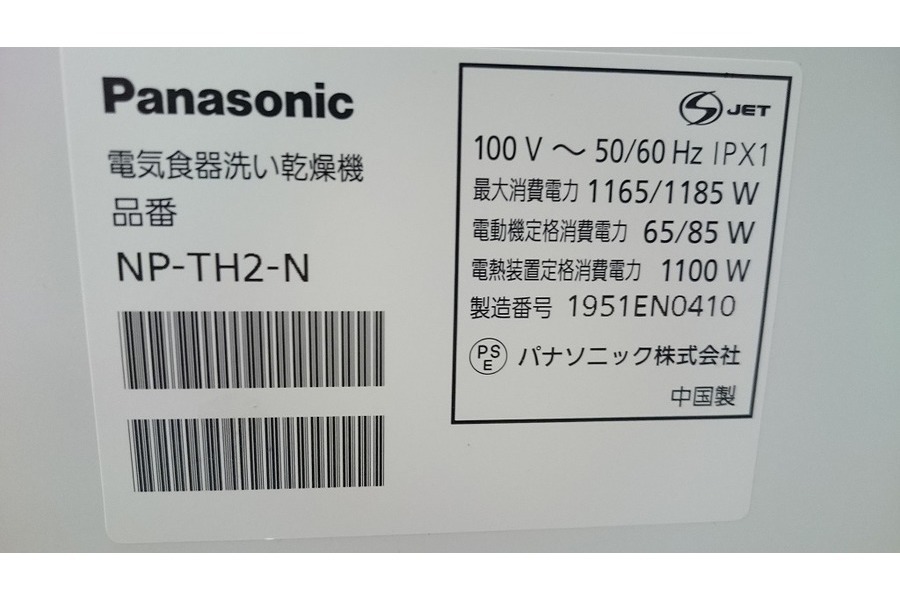 Panasonic
電気食器洗い乾燥機
品番
NP-TH2-N
S JET
100 V ～ 50/60 Hz IPX1
最大消費電力 1165/1185 W
電動機定格消費電力 65/85 W
電熱装置定格消費電力 1100 W
製造番号 1951EN0410
PSE パナソニック株式会社
中国製